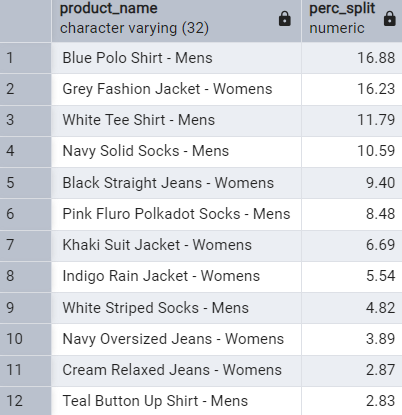 product_name perc_split
character varying (32) numeric
1 Blue Polo Shirt - Mens 16.88
2 Grey Fashion Jacket - Womens 16.23
3 White Tee Shirt - Mens 11.79
4 Navy Solid Socks - Mens 10.59
5 Black Straight Jeans - Womens 9.40
6 Pink Fluro Polkadot Socks - Mens 8.48
7 Khaki Suit Jacket - Womens 6.69
8 Indigo Rain Jacket - Womens 5.54
9 White Striped Socks - Mens 4.82
10 Navy Oversized Jeans - Womens 3.89
11 Cream Relaxed Jeans - Womens 2.87
12 Teal Button Up Shirt - Mens 2.83